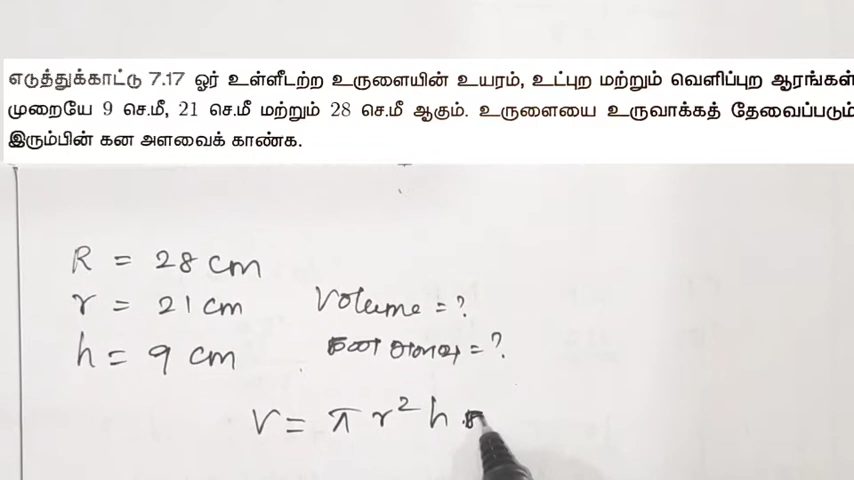 எடுத்துக்காட்டு 7.17 ஓர் உள்ளீடற்ற உருளையின் உயரம், உட்புற மற்றும் வெளிப்புற ஆரங்கள்
முறையே 9 செ.மீ, 21 செ.மீ மற்றும் 28 செ.மீ ஆகும். உருளையை உருவாக்கத் தேவைப்படும்
இரும்பின் கன அளவைக் காண்க.
R = 28 cm
r = 21 cm
Volume = ?
h = 9 cm
கன அளவு = ?
V = π r² h